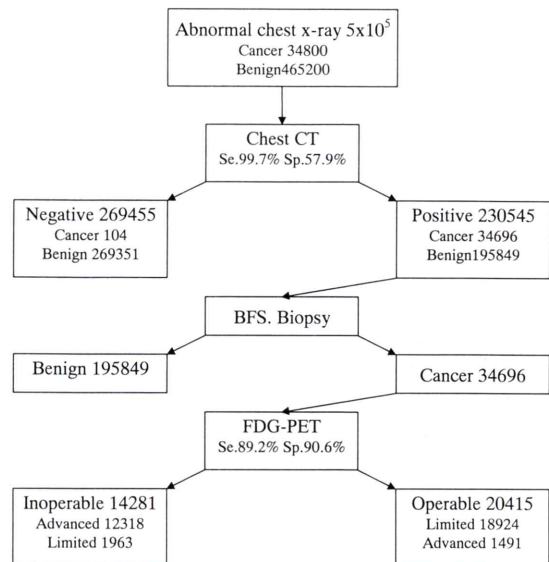 Abnormal chest x-ray 5x10⁵
Cancer 34800
Benign465200
Chest CT
Se.99.7% Sp.57.9%
Negative 269455
Cancer 104
Benign 269351
Positive 230545
Cancer 34696
Benign195849
BFS. Biopsy
Benign 195849
Cancer 34696
FDG-PET
Se.89.2% Sp.90.6%
Inoperable 14281
Advanced 12318
Limited 1963
Operable 20415
Limited 18924
Advanced 1491